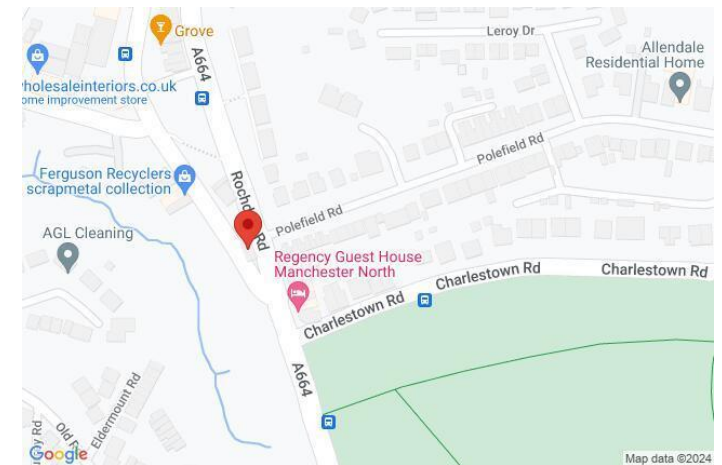 Grove
A664
Leroy Dr
Allendale
Residential Home
wholesaleinteriors.co.uk
ome improvement store
Polefield Rd
Ferguson Recyclers
scrapmetal collection
Polefield Rd
AGL Cleaning
Regency Guest House
Manchester North
Charlestown Rd
Charlestown Rd
Charlestown Rd
A664
Eldermount Rd
Old
Rd
Google
Map data ©2024